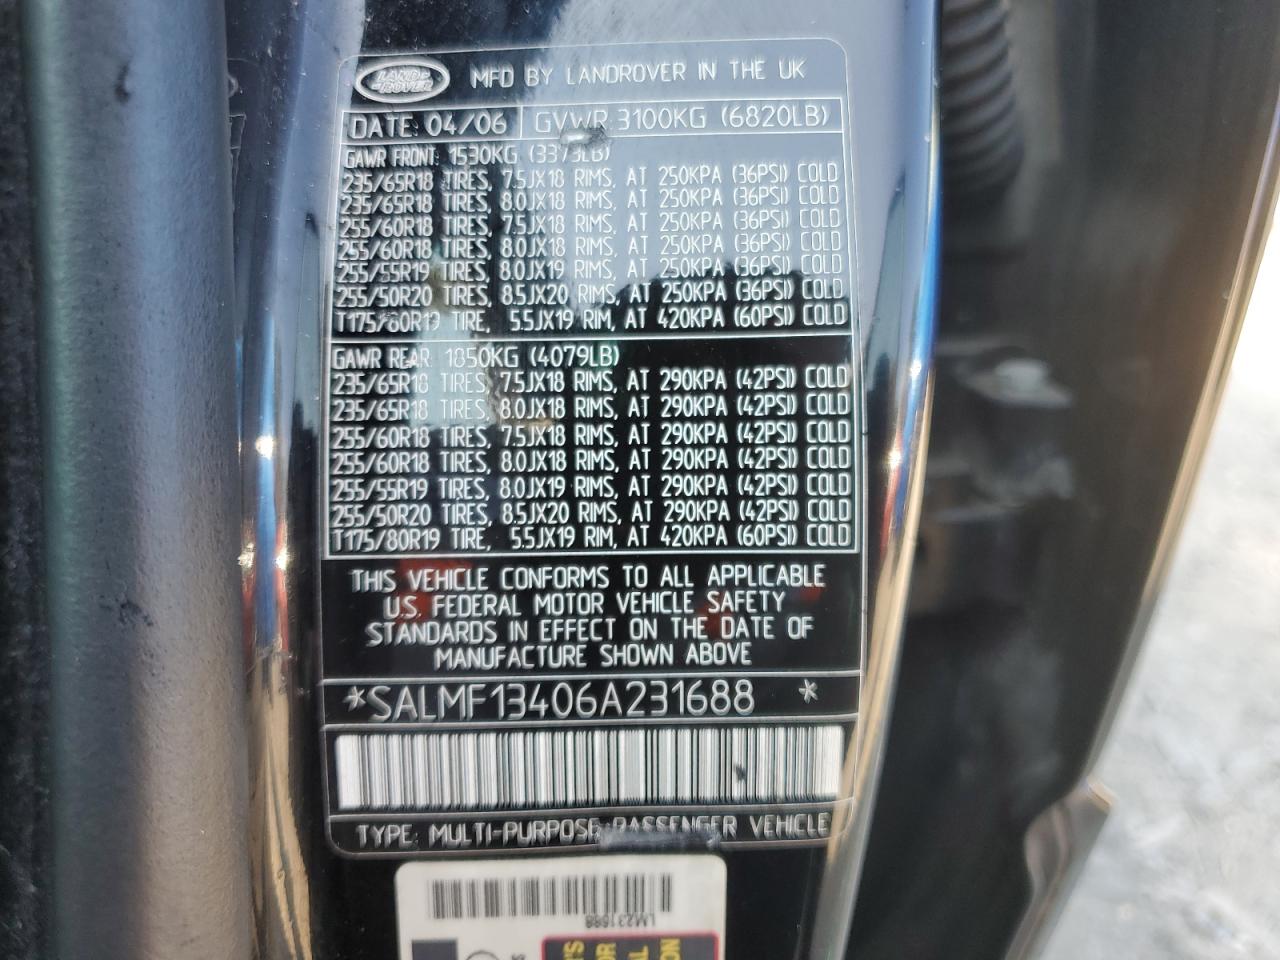 LAND-
-ROVER
MFD BY LANDROVER IN THE UK
DATE: 04/06 GVWR 3100KG (6820LB)
GAWR FRONT: 1530KG (3373LB)
235/65R18 TIRES, 7.5JX18 RIMS, AT 250KPA (36PSI) COLD
235/65R18 TIRES, 8.0JX18 RIMS, AT 250KPA (36PSI) COLD
255/60R18 TIRES, 7.5JX18 RIMS, AT 250KPA (36PSI) COLD
255/60R18 TIRES, 8.0JX18 RIMS, AT 250KPA (36PSI) COLD
255/55R19 TIRES, 8.0JX19 RIMS, AT 250KPA (36PSI) COLD
255/50R20 TIRES, 8.5JX20 RIMS, AT 250KPA (36PSI) COLD
T175/80R19 TIRE, 5.5JX19 RIM, AT 420KPA (60PSI) COLD
GAWR REAR: 1850KG (4079LB)
235/65R18 TIRES, 7.5JX18 RIMS, AT 290KPA (42PSI) COLD
235/65R18 TIRES, 8.0JX18 RIMS, AT 290KPA (42PSI) COLD
255/60R18 TIRES, 7.5JX18 RIMS, AT 290KPA (42PSI) COLD
255/60R18 TIRES, 8.0JX18 RIMS, AT 290KPA (42PSI) COLD
255/55R19 TIRES, 8.0JX19 RIMS, AT 290KPA (42PSI) COLD
255/50R20 TIRES, 8.5JX20 RIMS, AT 290KPA (42PSI) COLD
T175/80R19 TIRE, 5.5JX19 RIM, AT 420KPA (60PSI) COLD
THIS VEHICLE CONFORMS TO ALL APPLICABLE
U.S. FEDERAL MOTOR VEHICLE SAFETY
STANDARDS IN EFFECT ON THE DATE OF
MANUFACTURE SHOWN ABOVE
*SALMF13406A231688 *
TYPE: MULTI-PURPOSE PASSENGER VEHICLE
LM231688